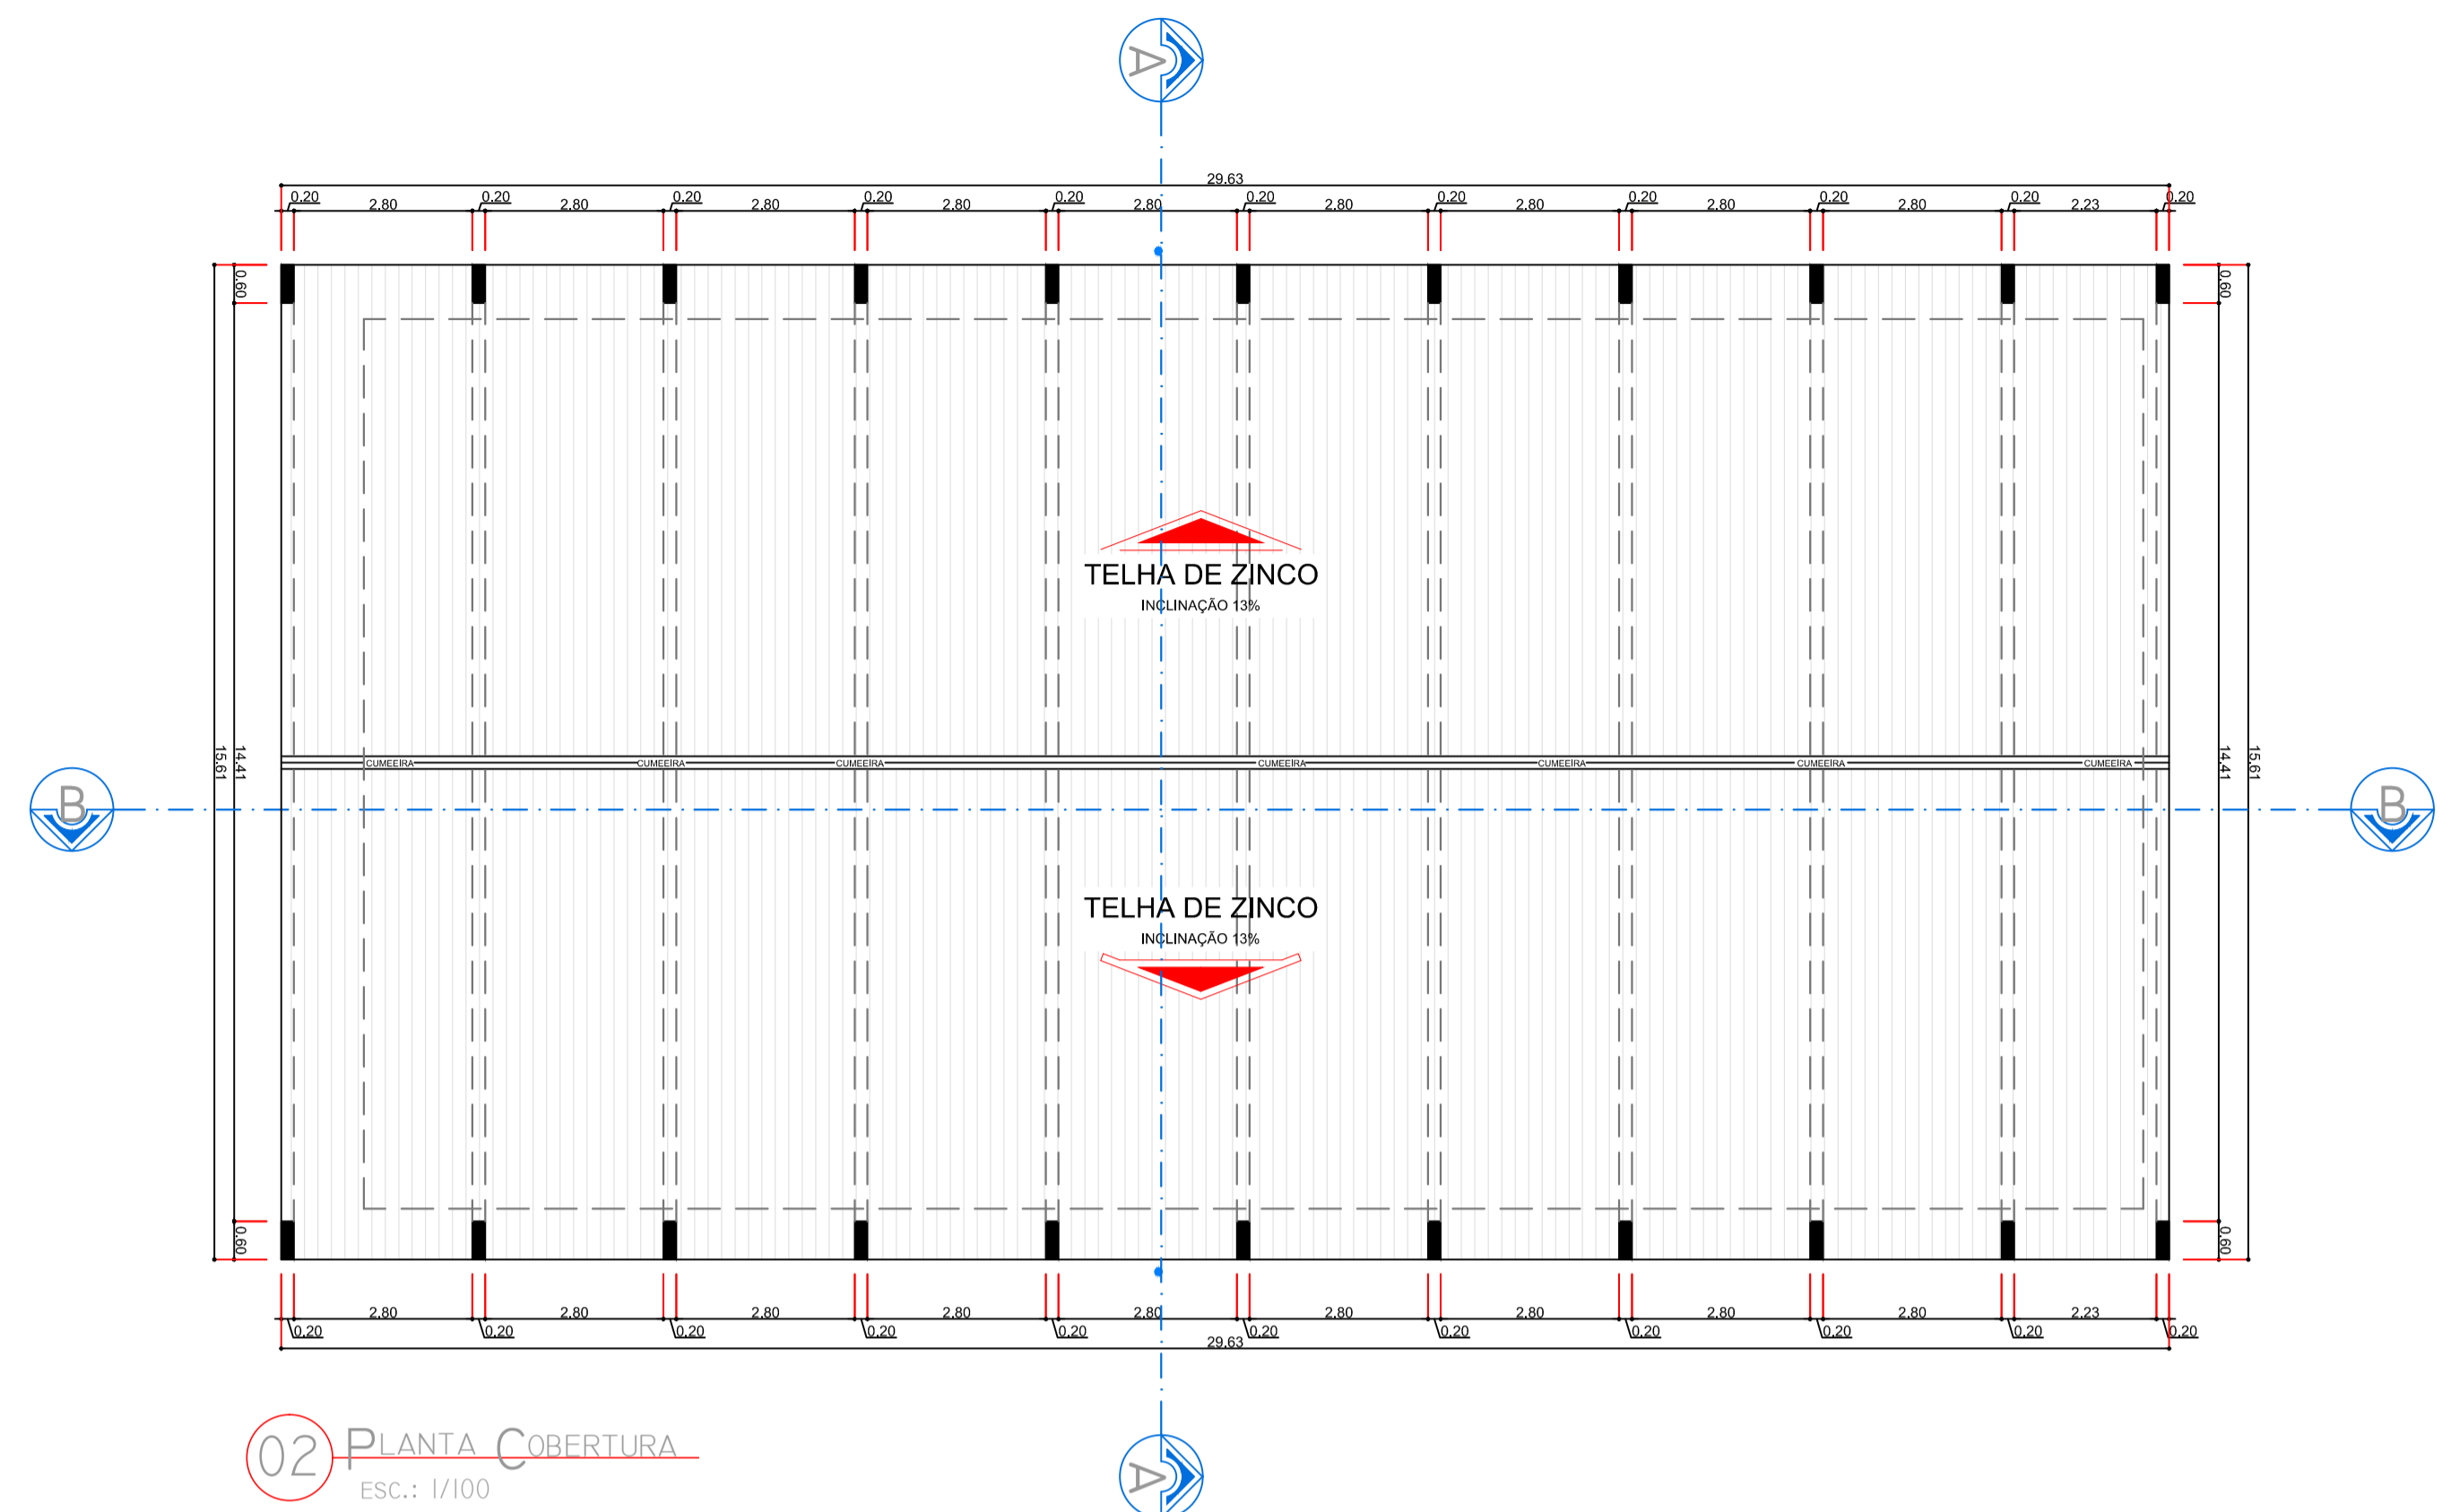 A
29.63
0.20 0.20 0.20 0.20 0.20 0.20 0.20 0.20 0.20 0.20 0.20
2.80 2.80 2.80 2.80 2.80 2.80 2.80 2.80 2.80 2.23
0.60 0.60
TELHA DE ZINCO
INCLINAÇÃO 13%
15.61 14.41 14.41 15.61
CUMEEIRA CUMEEIRA CUMEEIRA CUMEEIRA CUMEEIRA CUMEEIRA CUMEEIRA
B B
TELHA DE ZINCO
INCLINAÇÃO 13%
0.60 0.60
2.80 2.80 2.80 2.80 2.80 2.80 2.80 2.80 2.80 2.23
0.20 0.20 0.20 0.20 0.20 0.20 0.20 0.20 0.20 0.20 0.20
29.63
02 PLANTA COBERTURA
ESC.: 1/100
A